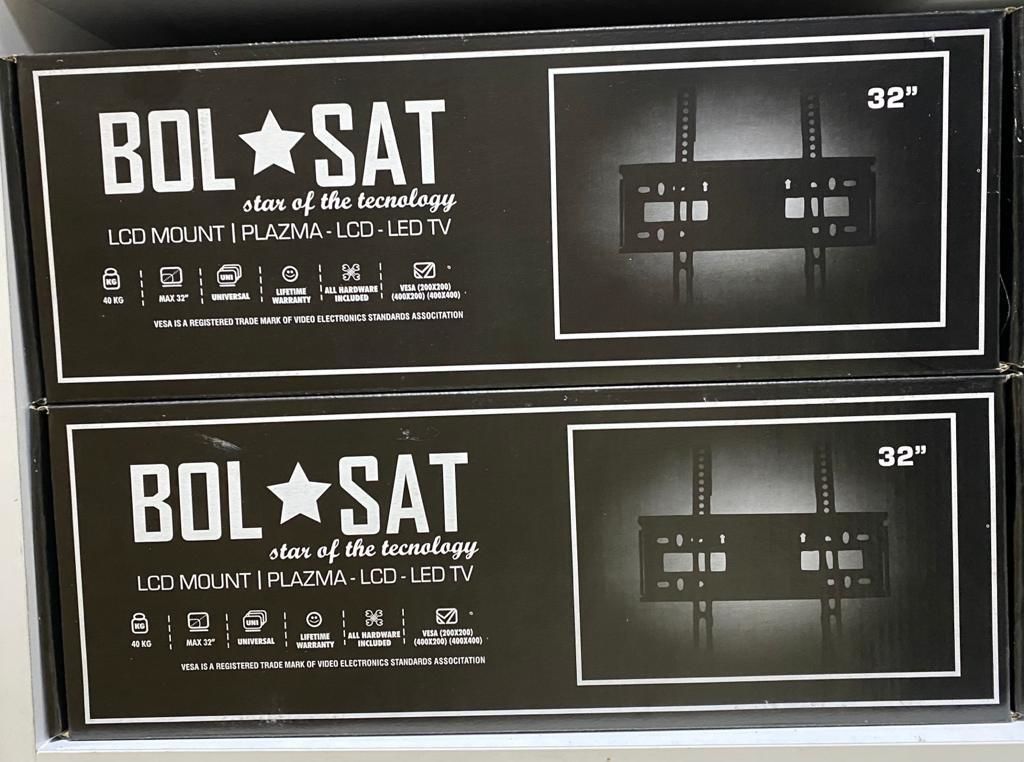 BOL SAT
star of the tecnology
LCD MOUNT | PLAZMA - LCD - LED TV
KG
40 KG
MAX 32"
UNI
UNIVERSAL
LIFETIME
WARRANTY
ALL HARDWARE
INCLUDED
VESA (200X200)
(400X200) (400X400)
VESA IS A REGISTERED TRADE MARK OF VIDEO ELECTRONICS STANDARDS ASSOCITATION
32"
BOL SAT
star of the tecnology
LCD MOUNT | PLAZMA - LCD - LED TV
KG
40 KG
MAX 32"
UNI
UNIVERSAL
LIFETIME
WARRANTY
ALL HARDWARE
INCLUDED
VESA (200X200)
(400X200) (400X400)
VESA IS A REGISTERED TRADE MARK OF VIDEO ELECTRONICS STANDARDS ASSOCITATION
32"